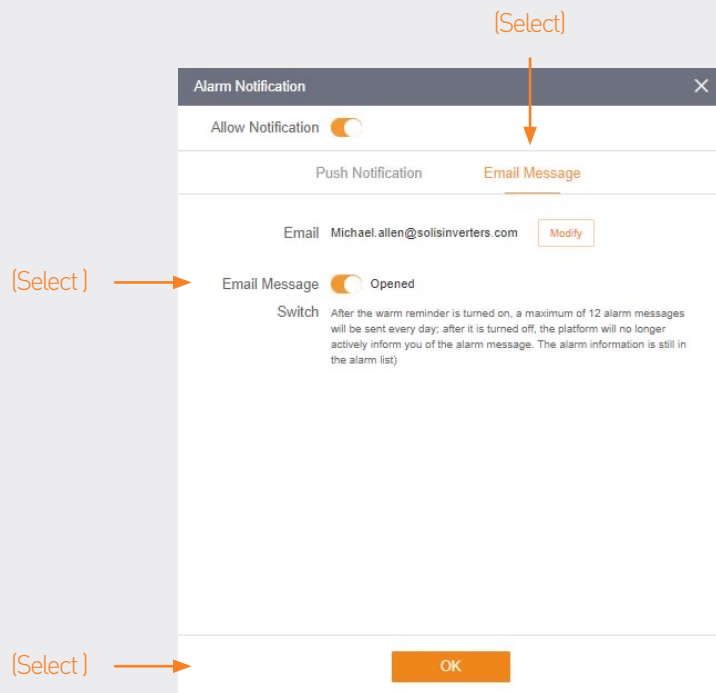 (Select)
Alarm Notification
Allow Notification
Push Notification Email Message
Email Michael.allen@solisinverters.com Modify
(Select ) Email Message Opened
Switch After the warm reminder is turned on, a maximum of 12 alarm messages
will be sent every day; after it is turned off, the platform will no longer
actively inform you of the alarm message. The alarm information is still in
the alarm list)
(Select ) OK